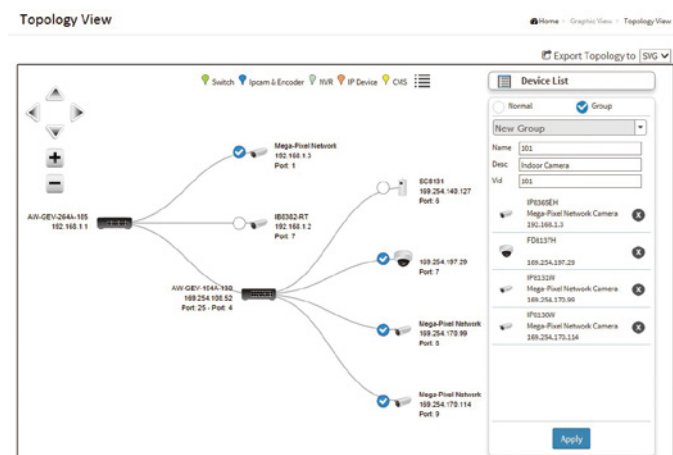 Topology View
Home > Graphic View > Topology View
Export Topology to SVG
Switch Ipcam & Encoder NVR IP Device CMS
Device List
Normal Group
New Group
Name 101
Desc Indoor Camera
Vid 101
IP8365EH
Mega-Pixel Network Camera
192.168.1.3
FD8137H
169.254.197.29
IP8131W
Mega-Pixel Network Camera
169.254.170.99
IP8130W
Mega-Pixel Network Camera
169.254.173.114
Apply
Mega-Pixel Network
192.168.1.3
Port: 1
AW-GEV-264A-185
192.168.1.1
IB8382-RT
192.168.1.2
Port: 7
AW-GEV-184A-130
169.254.108.52
Port: 25 - Port: 4
EC8101
169.254.140.127
Port: 6
169.254.197.29
Port: 7
Mega-Pixel Network
169.254.170.99
Port: 8
Mega-Pixel Network
169.254.173.114
Port: 9